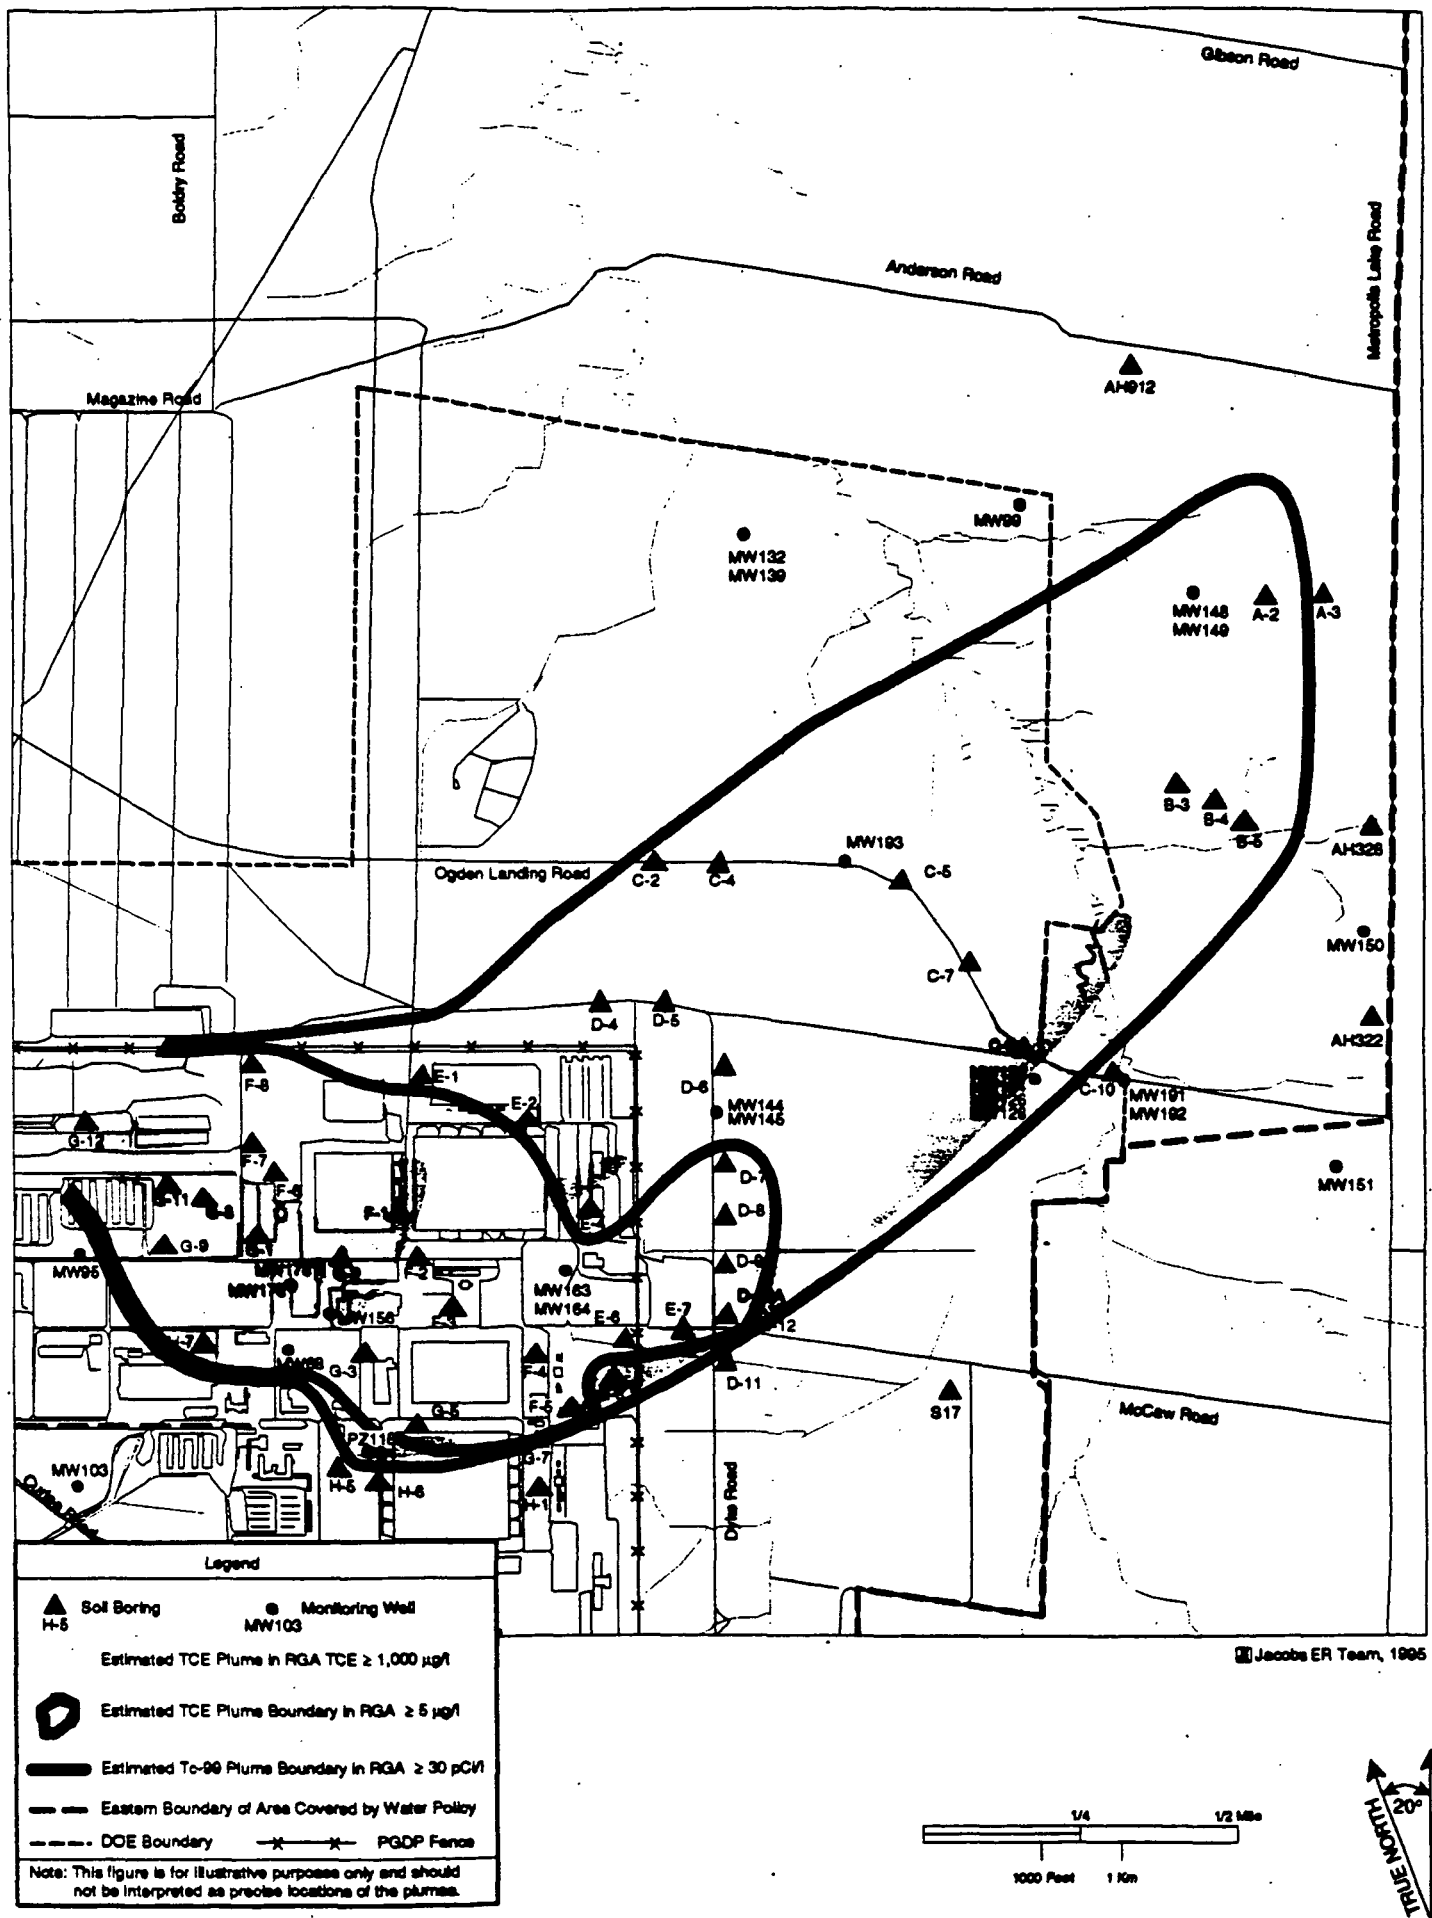 Gibson Road
Boldry Road
Metropolis Lake Road
Anderson Road
AH912
Magazine Road
MW99
MW132
MW139
MW148
MW149
A-2
A-3
B-3
B-4
AH326
MW193
Ogden Landing Road
C-2
C-4
C-5
MW150
C-7
D-4
D-5
AH322
F-8
E-1
D-6
C-10
MW191
MW192
E-2
MW144
MW145
G-12
F-7
D-7
MW151
D-8
G-9
MW95
MW163
MW164
MW156
E-6
E-7
G-3
F-4
D-11
S17
McCaw Road
G-5
G-7
MW103
H-5
H-6
H-1
Dyke Road
Curlee Road
Legend
Soil Boring
H-5
Monitoring Well
MW103
Estimated TCE Plume in RGA TCE ≥ 1,000 µg/l
Estimated TCE Plume Boundary in RGA ≥ 5 µg/l
Estimated Tc-99 Plume Boundary in RGA ≥ 30 pCi/l
Eastern Boundary of Area Covered by Water Policy
DOE Boundary
PGDP Fence
Note: This figure is for illustrative purposes only and should
not be interpreted as precise locations of the plumes.
Jacobs ER Team, 1995
1/4
1/2 Mile
1000 Feet
1 Km
20°
TRUE NORTH